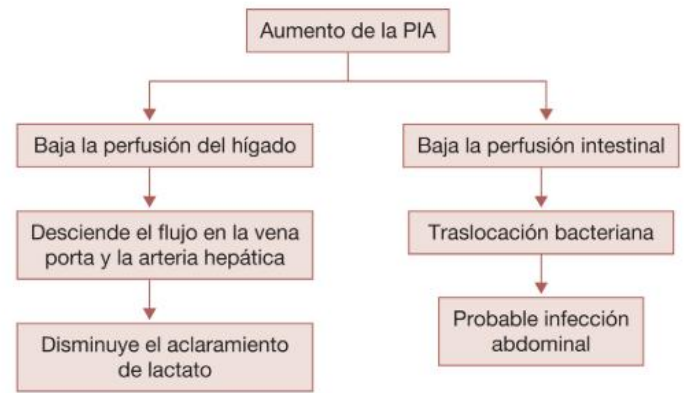 Aumento de la PIA
Baja la perfusión del hígado
Desciende el flujo en la vena
porta y la arteria hepática
Disminuye el aclaramiento
de lactato
Baja la perfusión intestinal
Traslocación bacteriana
Probable infección
abdominal